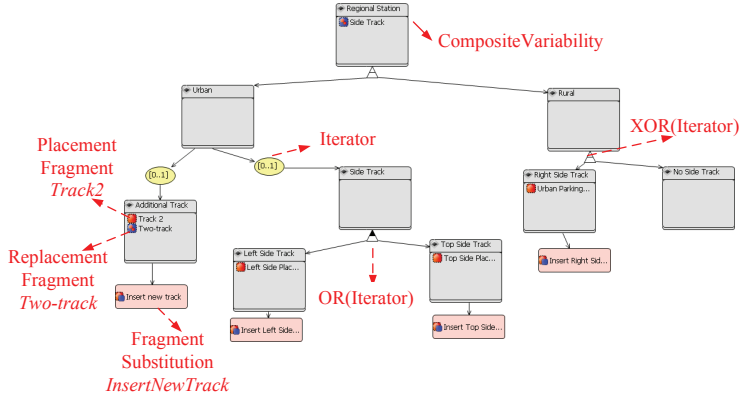 Regional Station
Side Track
CompositeVariability
Urban
Rural
XOR(Iterator)
Iterator
Placement
Fragment
Track2
[0..1]
[0..1]
Side Track
Right Side Track
Urban Parking...
No Side Track
Additional Track
Track 2
Two-track
Replacement
Fragment
Two-track
Left Side Track
Left Side Plac...
Top Side Track
Top Side Plac...
Insert Right Sid...
OR(Iterator)
Insert new track
Insert Left Side...
Insert Top Side...
Fragment
Substitution
InsertNewTrack